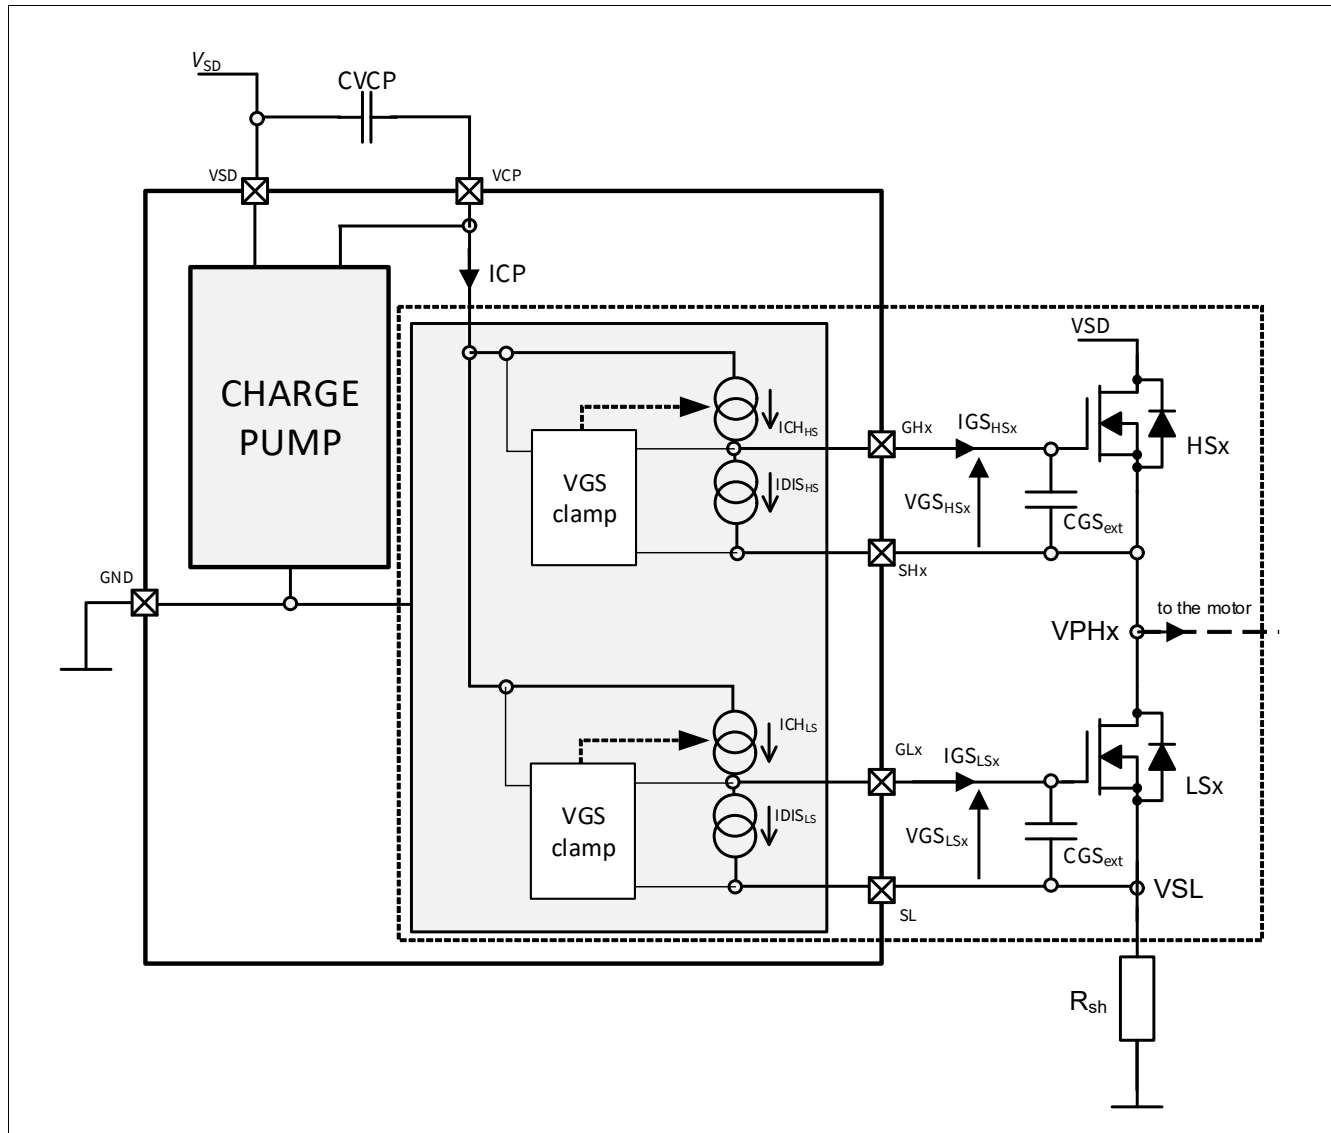 VSD
CVCP
VSD
VCP
ICP
CHARGE
PUMP
GND
VSD
ICHHS
GHx
IGSHSx
HSx
VGS
clamp
IDISHS
VGSHSx
CGSext
SHx
to the motor
VPHx
ICHLS
GLx
IGSLSx
LSx
VGS
clamp
IDISLS
VGSLSx
CGSext
VSL
SL
Rsh